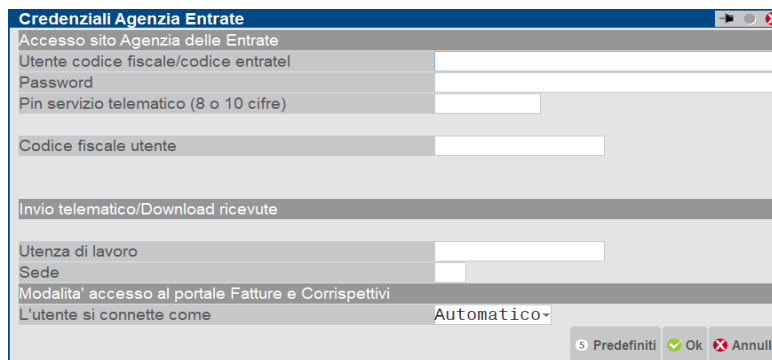 Credenziali Agenzia Entrate
Accesso sito Agenzia delle Entrate
Utente codice fiscale/codice entratel
Password
Pin servizio telematico (8 o 10 cifre)
Codice fiscale utente
Invio telematico/Download ricevute
Utenza di lavoro
Sede
Modalita' accesso al portale Fatture e Corrispettivi
L'utente si connette come Automatico
5 Predefiniti Ok Annull